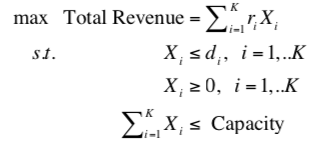 max Total Revenue = ∑_{i=1}^{K} r_i X_i
s.t. X_i ≤ d_i, i = 1,..K
X_i ≥ 0, i = 1,..K
∑_{i=1}^{K} X_i ≤ Capacity